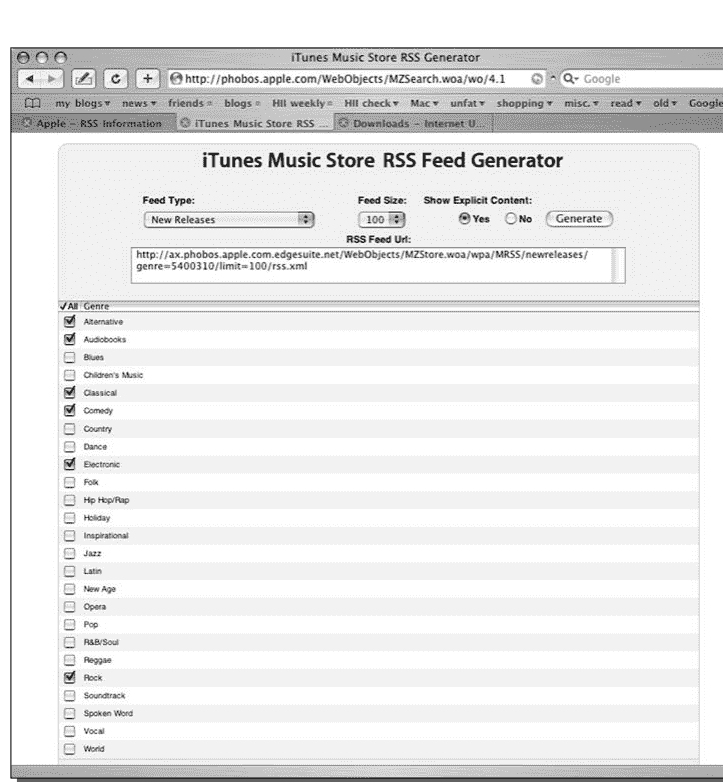 iTunes Music Store RSS Generator
http://phobos.apple.com/WebObjects/MZSearch.woa/wo/4.1
Google
my blogs▾ news▾ friends blogs HII weekly HII check▾ Mac▾ unfat▾ shopping▾ misc.▾ read▾ old▾ Google
Apple – RSS Information
iTunes Music Store RSS ...
Downloads – Internet U...
iTunes Music Store RSS Feed Generator
Feed Type: Feed Size: Show Explicit Content:
New Releases 100 Yes No Generate
RSS Feed Url:
http://ax.phobos.apple.com.edgesuite.net/WebObjects/MZStore.woa/wpa/MRSS/newreleases/
genre=5400310/limit=100/rss.xml
✓All Genre
Alternative
Audiobooks
Blues
Children's Music
Classical
Comedy
Country
Dance
Electronic
Folk
Hip Hop/Rap
Holiday
Inspirational
Jazz
Latin
New Age
Opera
Pop
R&B/Soul
Reggae
Rock
Soundtrack
Spoken Word
Vocal
World